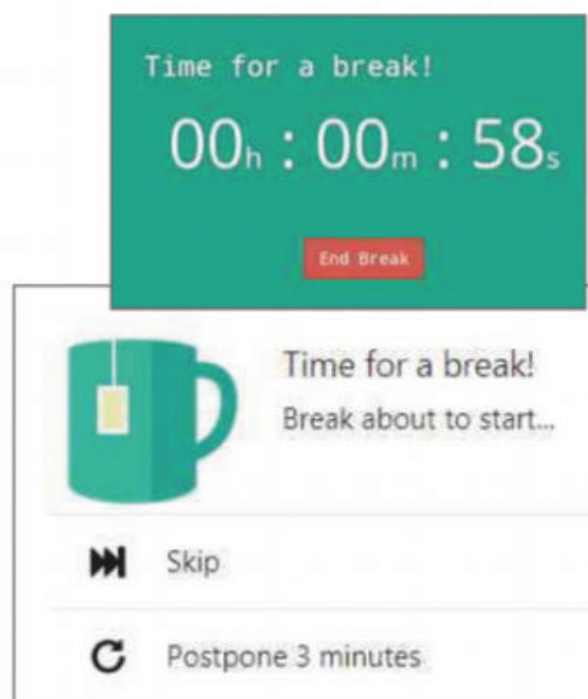 Time for a break!
00h : 00m : 58s
End Break
Time for a break!
Break about to start...
Skip
Postpone 3 minutes